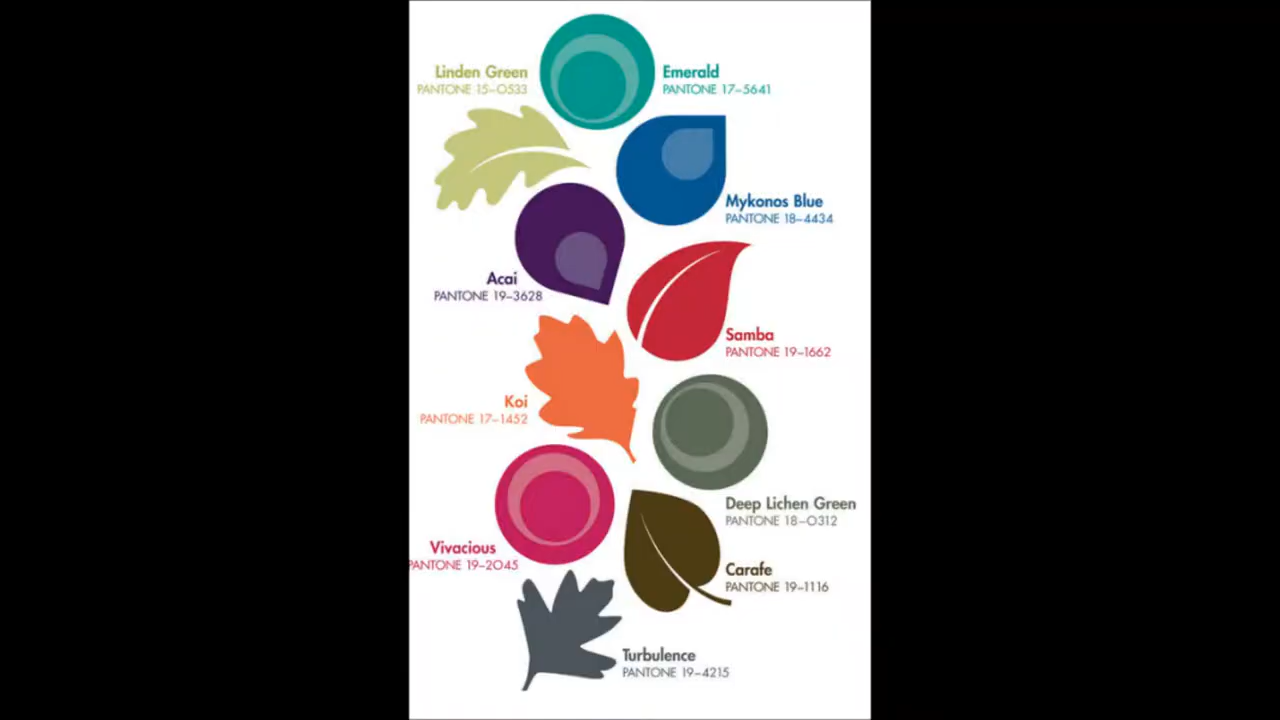 Linden Green
PANTONE 15-0533
Emerald
PANTONE 17-5641
Mykonos Blue
PANTONE 18-4434
Acai
PANTONE 19-3628
Samba
PANTONE 19-1662
Koi
PANTONE 17-1452
Deep Lichen Green
PANTONE 18-0312
Vivacious
PANTONE 19-2045
Carafe
PANTONE 19-1116
Turbulence
PANTONE 19-4215